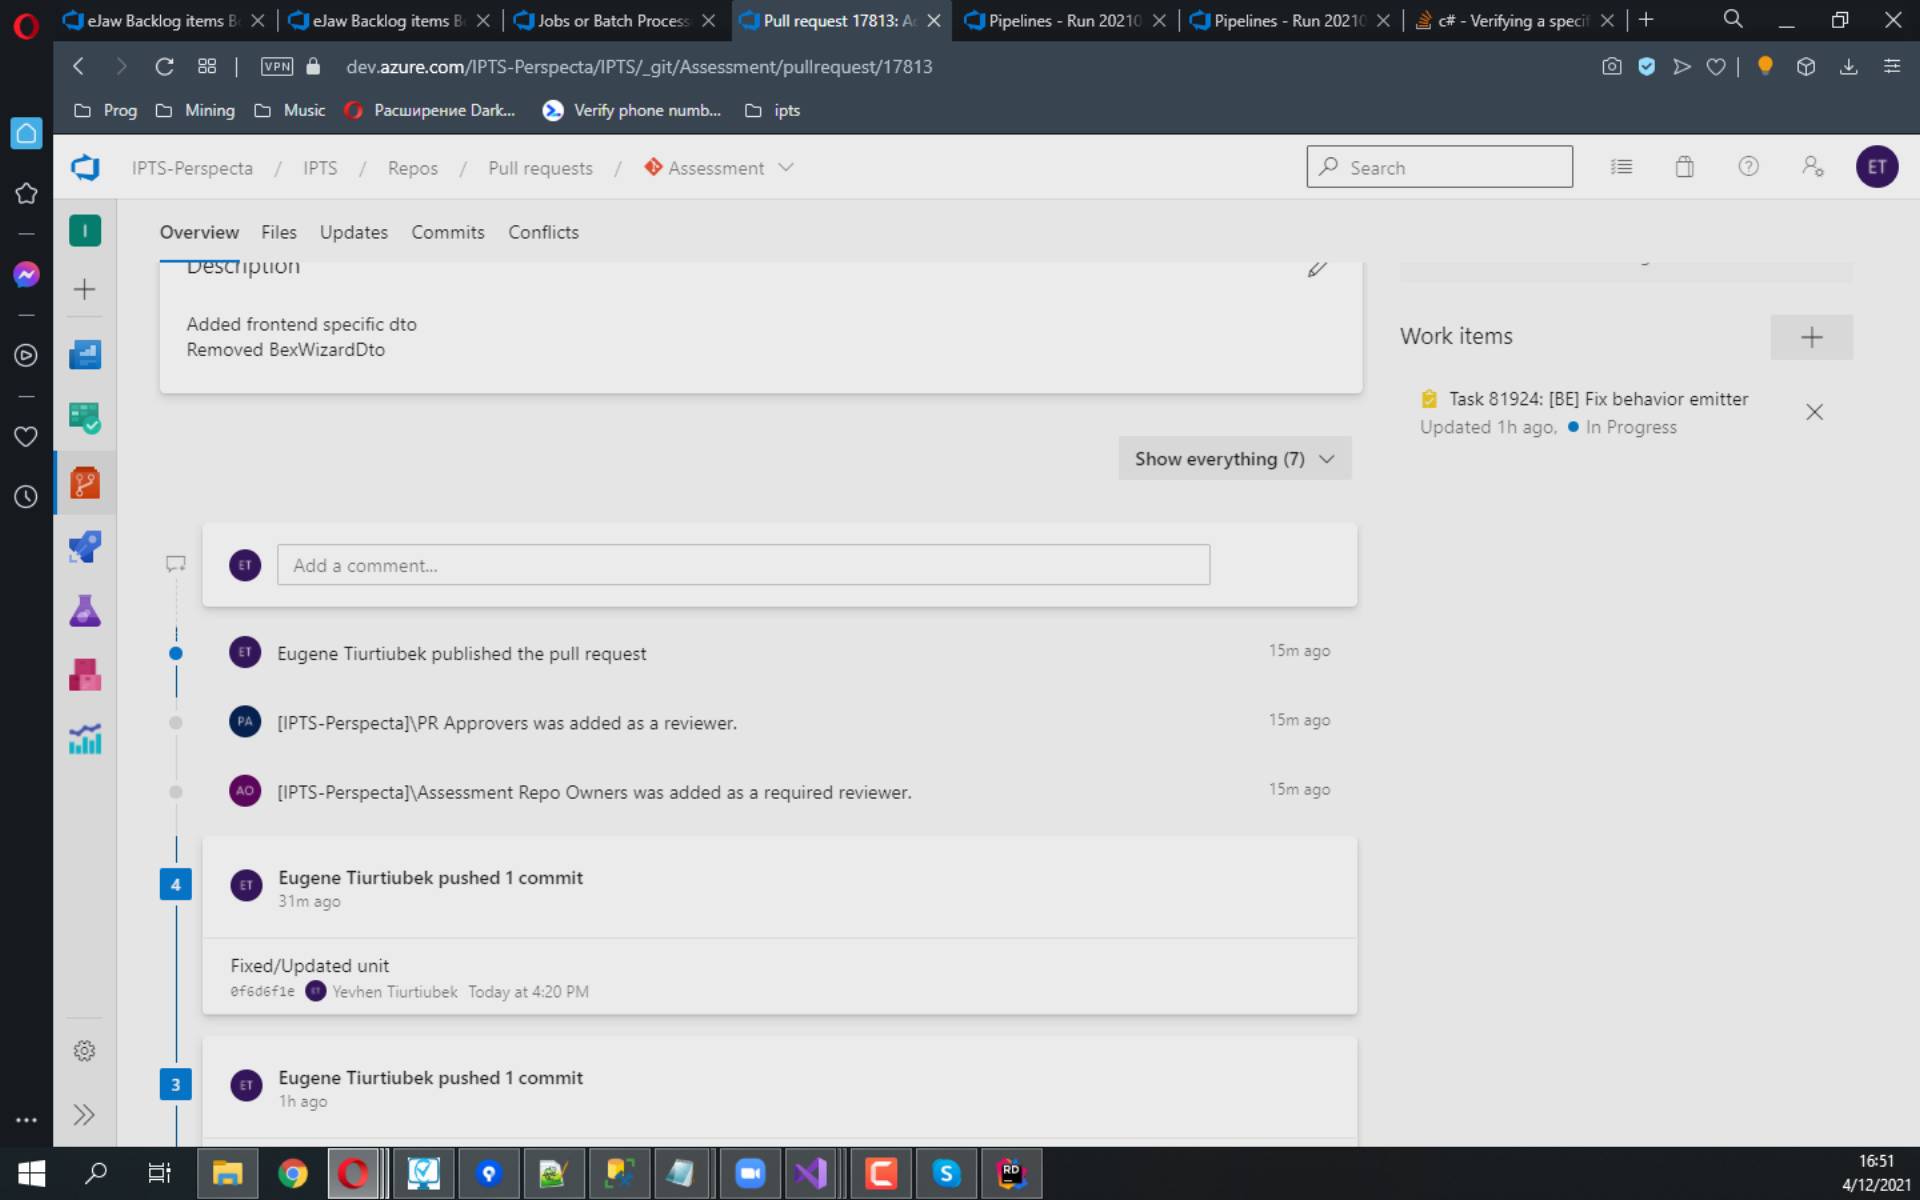 eJaw Backlog items B
eJaw Backlog items B
Jobs or Batch Process
Pull request 17813: A
Pipelines - Run 20210
Pipelines - Run 20210
c# - Verifying a specif
VPN
dev.azure.com/IPTS-Perspecta/IPTS/_git/Assessment/pullrequest/17813
Prog
Mining
Music
Расширение Dark...
Verify phone numb...
ipts
IPTS-Perspecta / IPTS / Repos / Pull requests / Assessment
Search
ET
I
Overview
Files
Updates
Commits
Conflicts
Description
Added frontend specific dto
Removed BexWizardDto
Work items
Task 81924: [BE] Fix behavior emitter
Updated 1h ago, In Progress
Show everything (7)
ET
Add a comment...
ET
Eugene Tiurtiubek published the pull request
15m ago
PA
[IPTS-Perspecta]\PR Approvers was added as a reviewer.
15m ago
AO
[IPTS-Perspecta]\Assessment Repo Owners was added as a required reviewer.
15m ago
4
ET
Eugene Tiurtiubek pushed 1 commit
31m ago
Fixed/Updated unit
0f6d6f1e ET Yevhen Tiurtiubek Today at 4:20 PM
3
ET
Eugene Tiurtiubek pushed 1 commit
1h ago
RD
16:51
4/12/2021